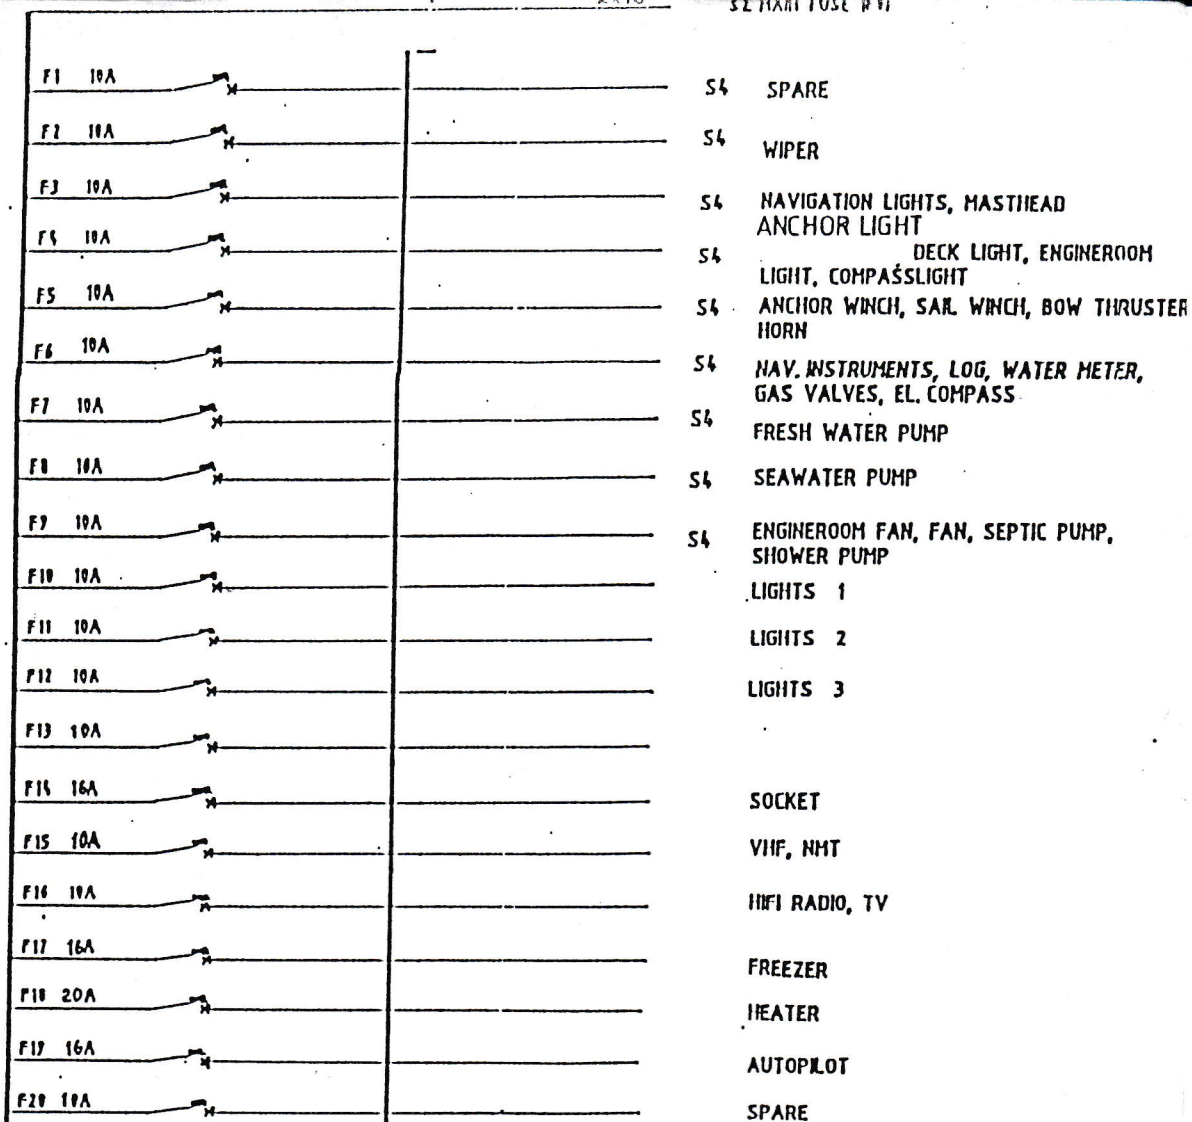 S2 MAXI FUSE
F1 10A S4 SPARE
F2 10A S4 WIPER
F3 10A S4 NAVIGATION LIGHTS, MASTHEAD
ANCHOR LIGHT
F4 10A S4 DECK LIGHT, ENGINEROOM
LIGHT, COMPASSLIGHT
F5 10A S4 ANCHOR WINCH, SAIL WINCH, BOW THRUSTER
HORN
F6 10A S4 NAV. INSTRUMENTS, LOG, WATER METER,
GAS VALVES, EL. COMPASS
F7 10A S4 FRESH WATER PUMP
F8 10A S4 SEAWATER PUMP
F9 10A S4 ENGINEROOM FAN, FAN, SEPTIC PUMP,
SHOWER PUMP
F10 10A LIGHTS 1
F11 10A LIGHTS 2
F12 10A LIGHTS 3
F13 10A
F14 16A SOCKET
F15 10A VHF, NMT
F16 10A HIFI RADIO, TV
F17 16A FREEZER
F18 20A HEATER
F19 16A AUTOPILOT
F20 10A SPARE